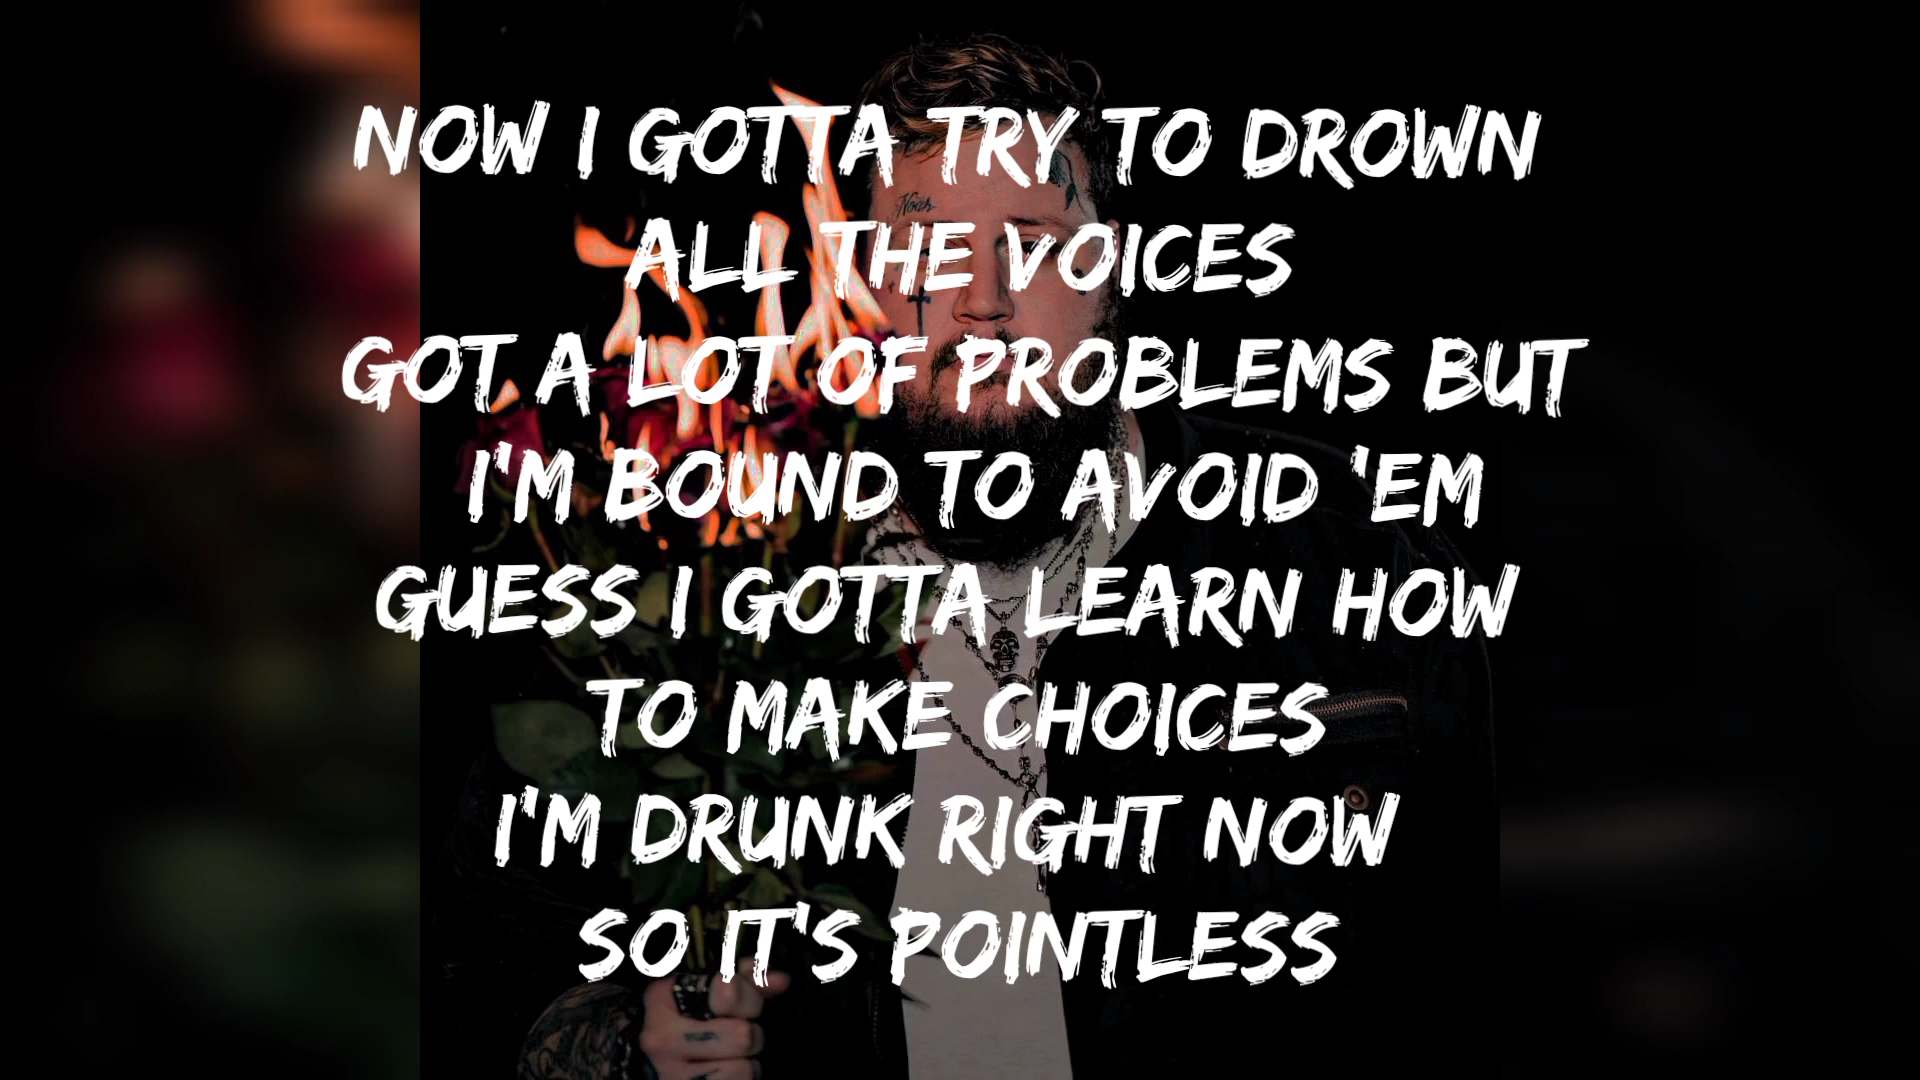 NOW I GOTTA TRY TO DROWN
ALL THE VOICES
GOT A LOT OF PROBLEMS BUT
I'M BOUND TO AVOID 'EM
GUESS I GOTTA LEARN HOW
TO MAKE CHOICES
I'M DRUNK RIGHT NOW
SO IT'S POINTLESS